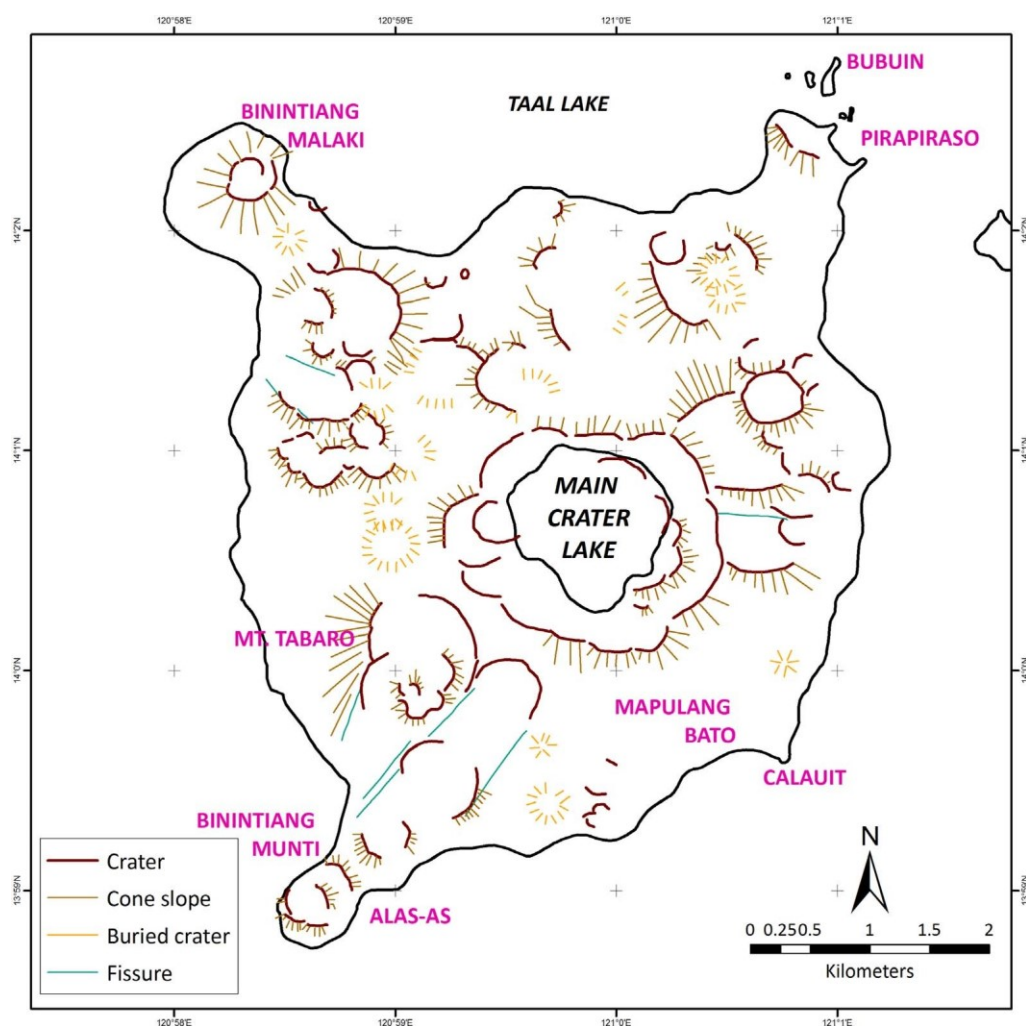 120°58'E
120°59'E
121°0'E
121°1'E
BUBUIN
TAAL LAKE
BININTIANG
MALAKI
PIRAPIRASO
14°2'N
14°2'N
14°1'N
14°1'N
MAIN
CRATER
LAKE
MT. TABARO
14°0'N
14°0'N
MAPULANG
BATO
CALAUIT
BININTIANG
MUNTI
N
Crater
Cone slope
Buried crater
Fissure
ALAS-AS
13°59'N
13°59'N
0 0.25 0.5 1 1.5 2
Kilometers
120°58'E
120°59'E
121°0'E
121°1'E